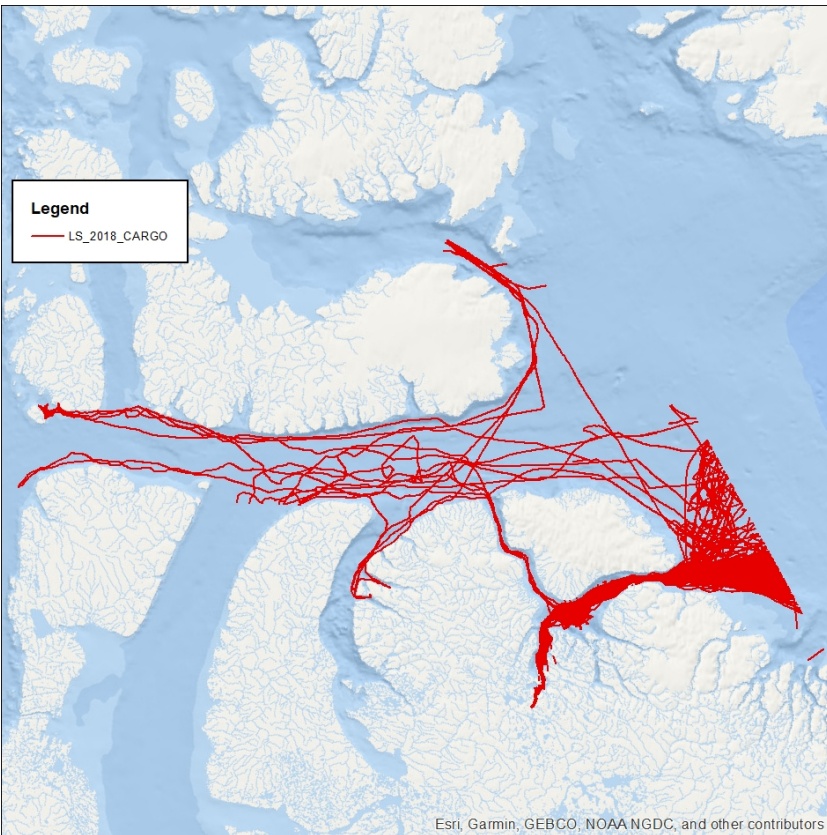 Legend
LS_2018_CARGO
Esri, Garmin, GEBCO, NOAA NGDC, and other contributors